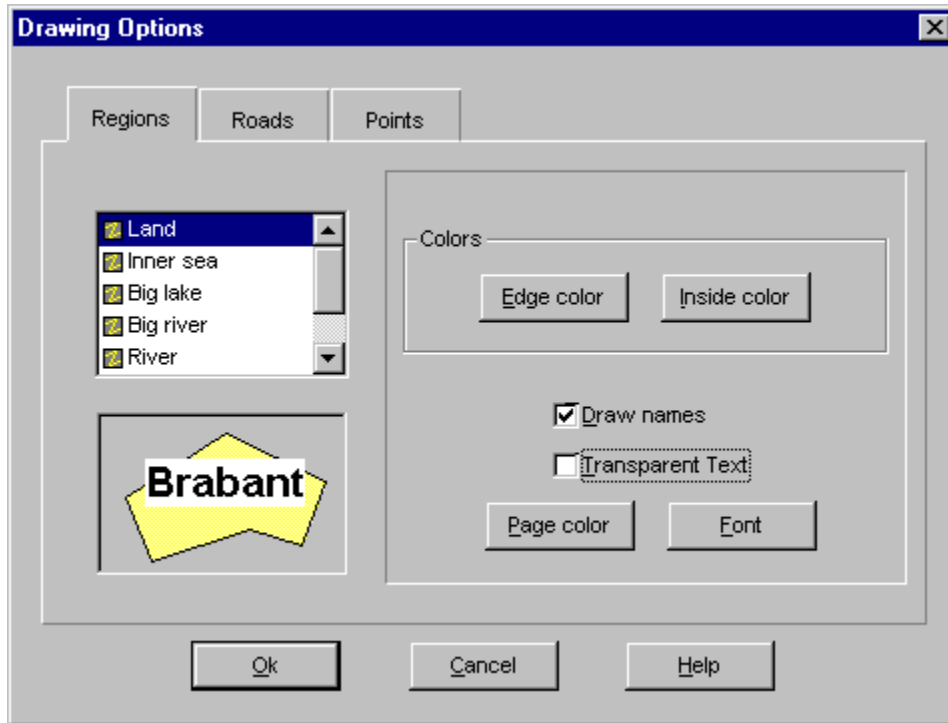 Drawing Options
Regions Roads Points
Land
Inner sea
Big lake
Big river
River
Brabant
Colors
Edge color Inside color
Draw names
Transparent Text
Page color Font
Ok Cancel Help